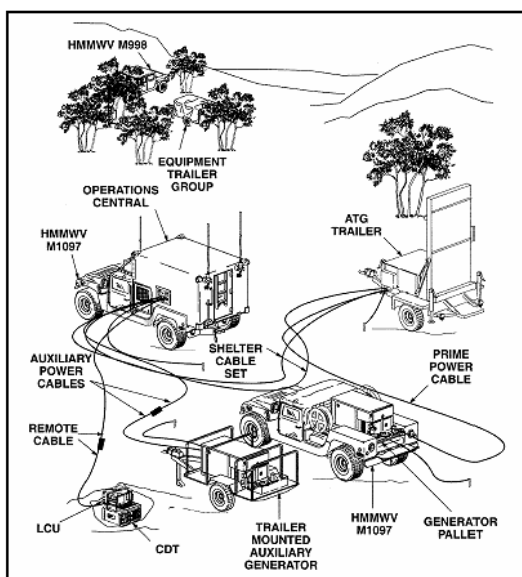 HMMWV M998
EQUIPMENT
TRAILER
GROUP
OPERATIONS
CENTRAL
HMMWV
M1097
ATG
TRAILER
SHELTER
CABLE
SET
AUXILIARY
POWER
CABLES
PRIME
POWER
CABLE
REMOTE
CABLE
LCU
CDT
TRAILER
MOUNTED
AUXILIARY
GENERATOR
HMMWV
M1097
GENERATOR
PALLET